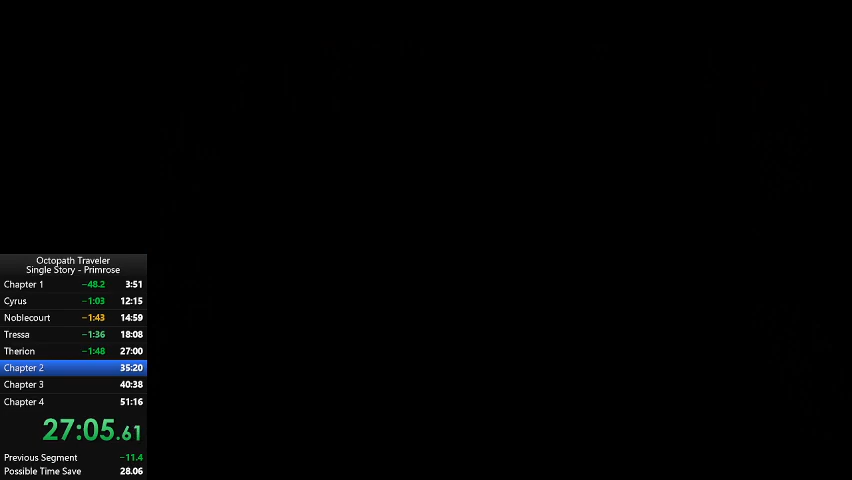 Octopath Traveler
Single Story - Primrose
Chapter 1 −48.2 3:51
Cyrus −1:03 12:15
Noblecourt −1:43 14:59
Tressa −1:36 18:08
Therion −1:48 27:00
Chapter 2 35:20
Chapter 3 40:38
Chapter 4 51:16
27:05.61
Previous Segment −11.4
Possible Time Save 28.06